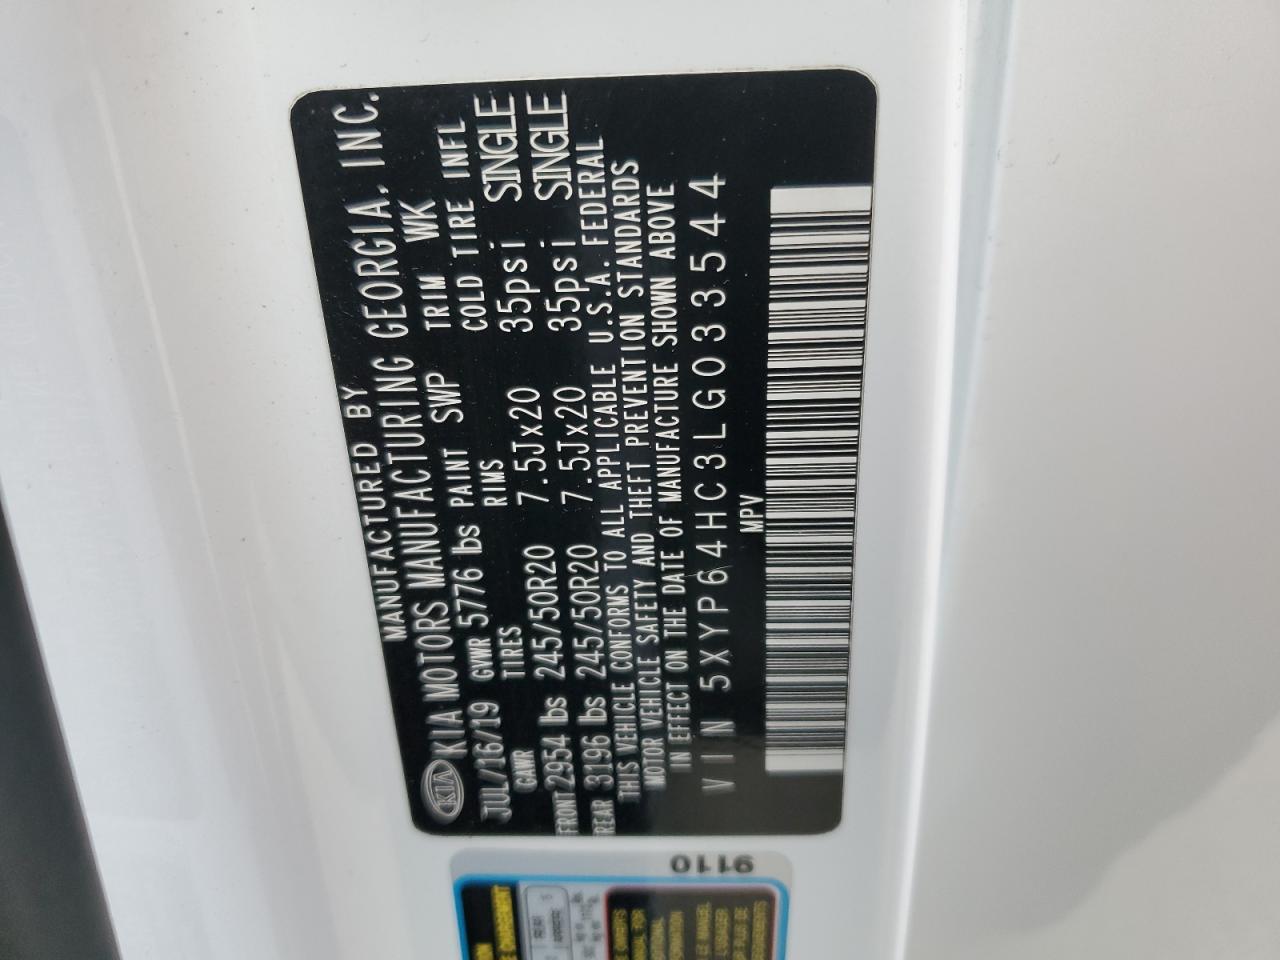 MANUFACTURED BY
KIA KIA MOTORS MANUFACTURING GEORGIA, INC.
JUL/16/19 GVWR 5776 lbs PAINT SWP TRIM WK
GAWR TIRES RIMS COLD TIRE INFL
FRONT 2954 lbs 245/50R20 7.5Jx20 35psi SINGLE
REAR 3196 lbs 245/50R20 7.5Jx20 35psi SINGLE
THIS VEHICLE CONFORMS TO ALL APPLICABLE U.S.A. FEDERAL
MOTOR VEHICLE SAFETY AND THEFT PREVENTION STANDARDS
IN EFFECT ON THE DATE OF MANUFACTURE SHOWN ABOVE
VIN 5XYP64HC3LG033544
MPV
9110